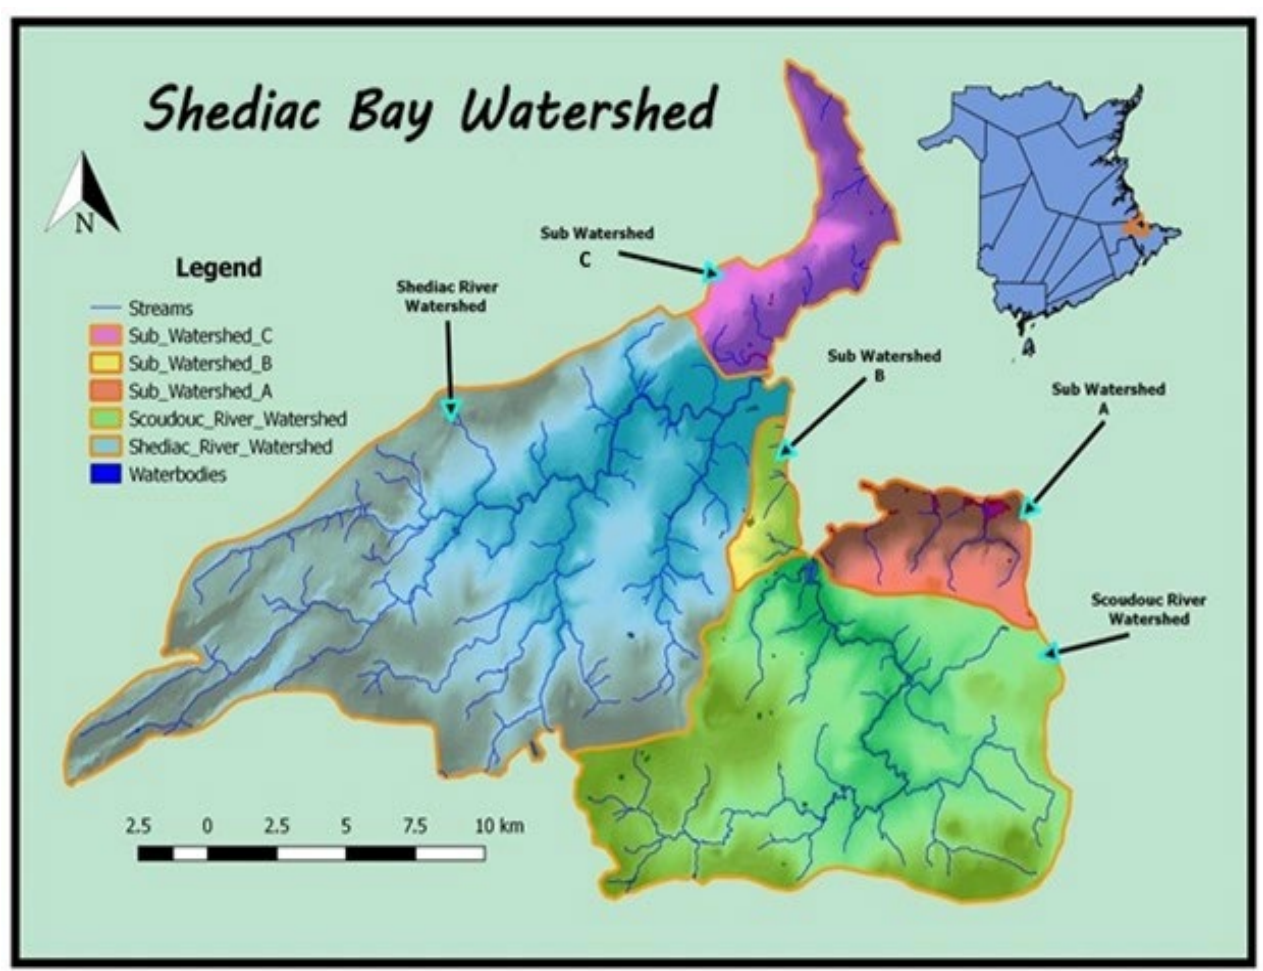 Shediac Bay Watershed
N
Legend
Streams
Sub_Watershed_C
Sub_Watershed_B
Sub_Watershed_A
Scoudouc_River_Watershed
Shediac_River_Watershed
Waterbodies
Shediac River
Watershed
Sub Watershed
C
Sub Watershed
B
Sub Watershed
A
Scoudouc River
Watershed
2.5 0 2.5 5 7.5 10 km